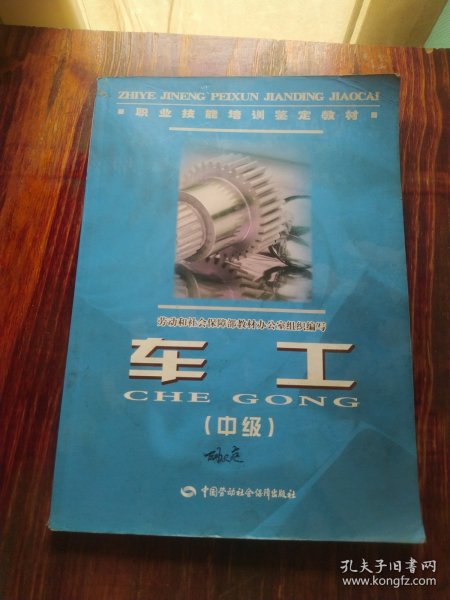 ZHIYE JINENG PEIXUN JIANDING JIAOCAI
职业技能培训鉴定教材
劳动和社会保障部教材办公室组织编写
车工
CHE GONG
（中级）
中国劳动社会保障出版社
孔夫子旧书网
www.kongfz.com